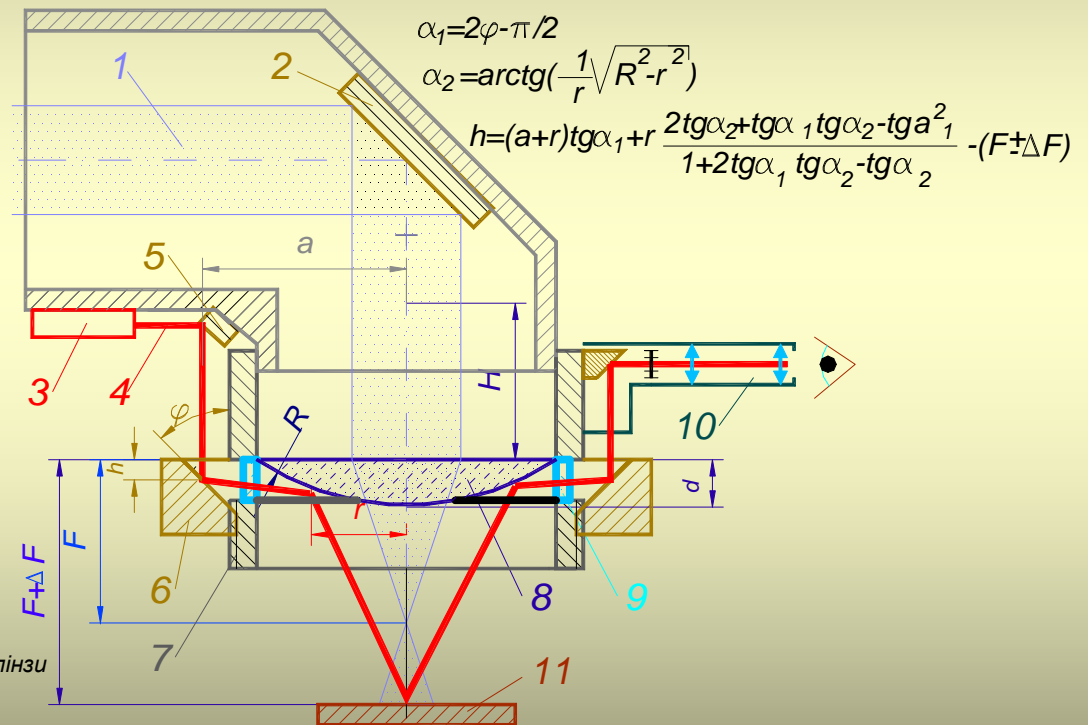 α₁=2φ-π/2
α₂=arctg(1/r √R²-r²)
h=(a+r)tgα₁+r 2tgα₂+tgα₁tgα₂-tga²₁ / 1+2tgα₁ tgα₂-tgα₂ -(F±ΔF)
1
2
a
5
3
4
H
10
φ
R
h
d
r
F
F+ΔF
6
8
9
7
лінзи
11